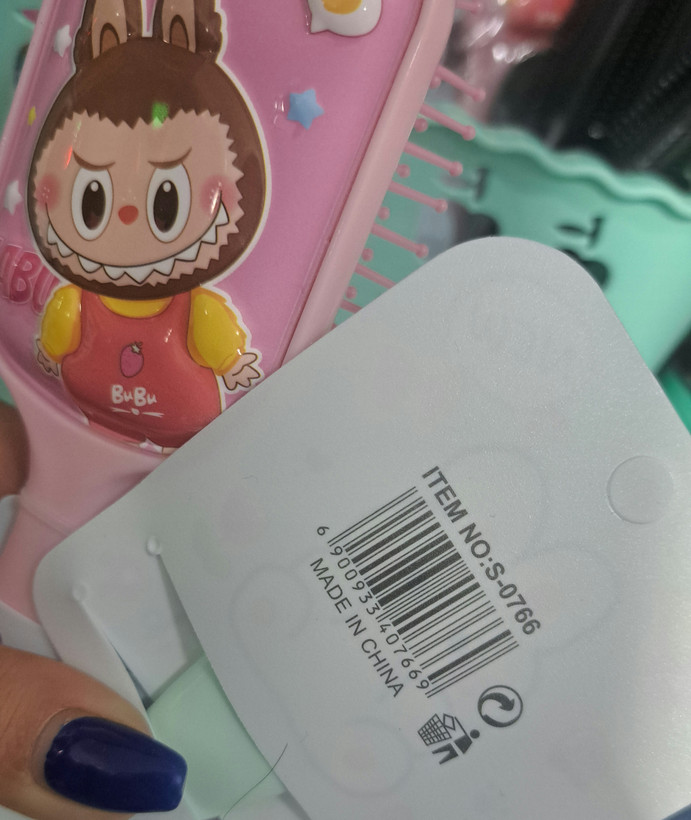 BuBu
ITEM NO:S-0766
6 900933 407669
MADE IN CHINA